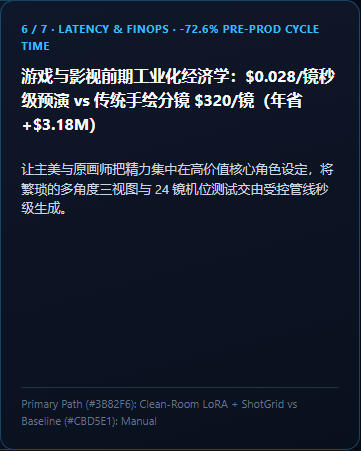 6 / 7 · LATENCY & FINOPS · -72.6% PRE-PROD CYCLE
TIME
游戏与影视前期工业化经济学：$0.028/镜秒
级预演 vs 传统手绘分镜 $320/镜（年省
+$3.18M）
让主美与原画师把精力集中在高价值核心角色设定，将
繁琐的多角度三视图与 24 镜机位测试交由受控管线秒
级生成。
Primary Path (#3B82F6): Clean-Room LoRA + ShotGrid vs
Baseline (#CBD5E1): Manual